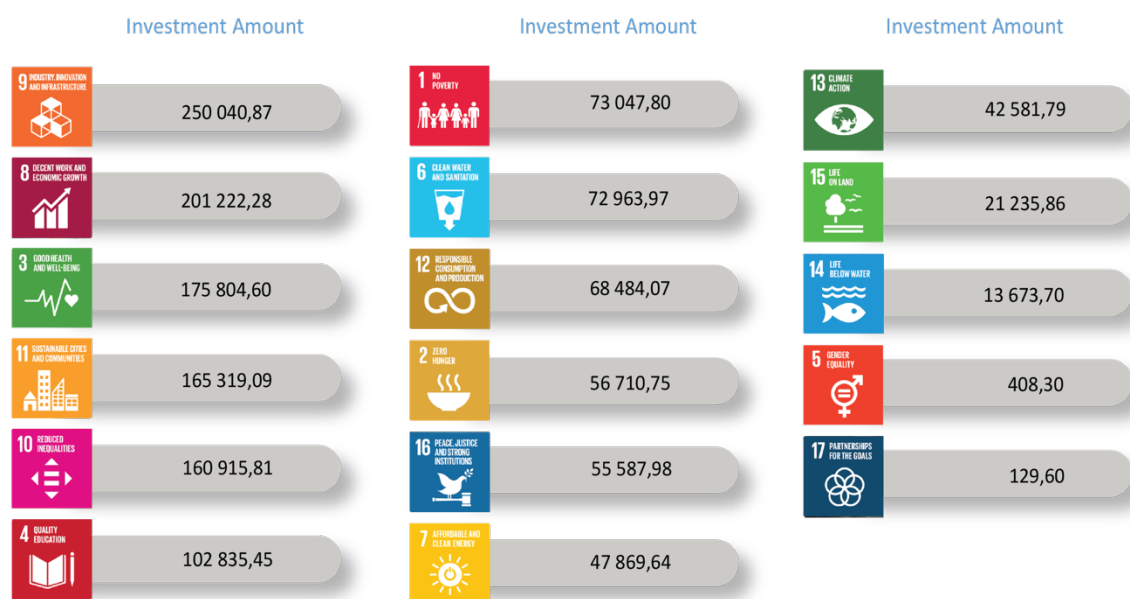 Investment Amount
9 INDUSTRY, INNOVATION
AND INFRASTRUCTURE
250 040,87
8 DECENT WORK AND
ECONOMIC GROWTH
201 222,28
3 GOOD HEALTH
AND WELL-BEING
175 804,60
11 SUSTAINABLE CITIES
AND COMMUNITIES
165 319,09
10 REDUCED
INEQUALITIES
160 915,81
4 QUALITY
EDUCATION
102 835,45
Investment Amount
1 NO
POVERTY
73 047,80
6 CLEAN WATER
AND SANITATION
72 963,97
12 RESPONSIBLE
CONSUMPTION
AND PRODUCTION
68 484,07
2 ZERO
HUNGER
56 710,75
16 PEACE, JUSTICE
AND STRONG
INSTITUTIONS
55 587,98
7 AFFORDABLE AND
CLEAN ENERGY
47 869,64
Investment Amount
13 CLIMATE
ACTION
42 581,79
15 LIFE
ON LAND
21 235,86
14 LIFE
BELOW WATER
13 673,70
5 GENDER
EQUALITY
408,30
17 PARTNERSHIPS
FOR THE GOALS
129,60